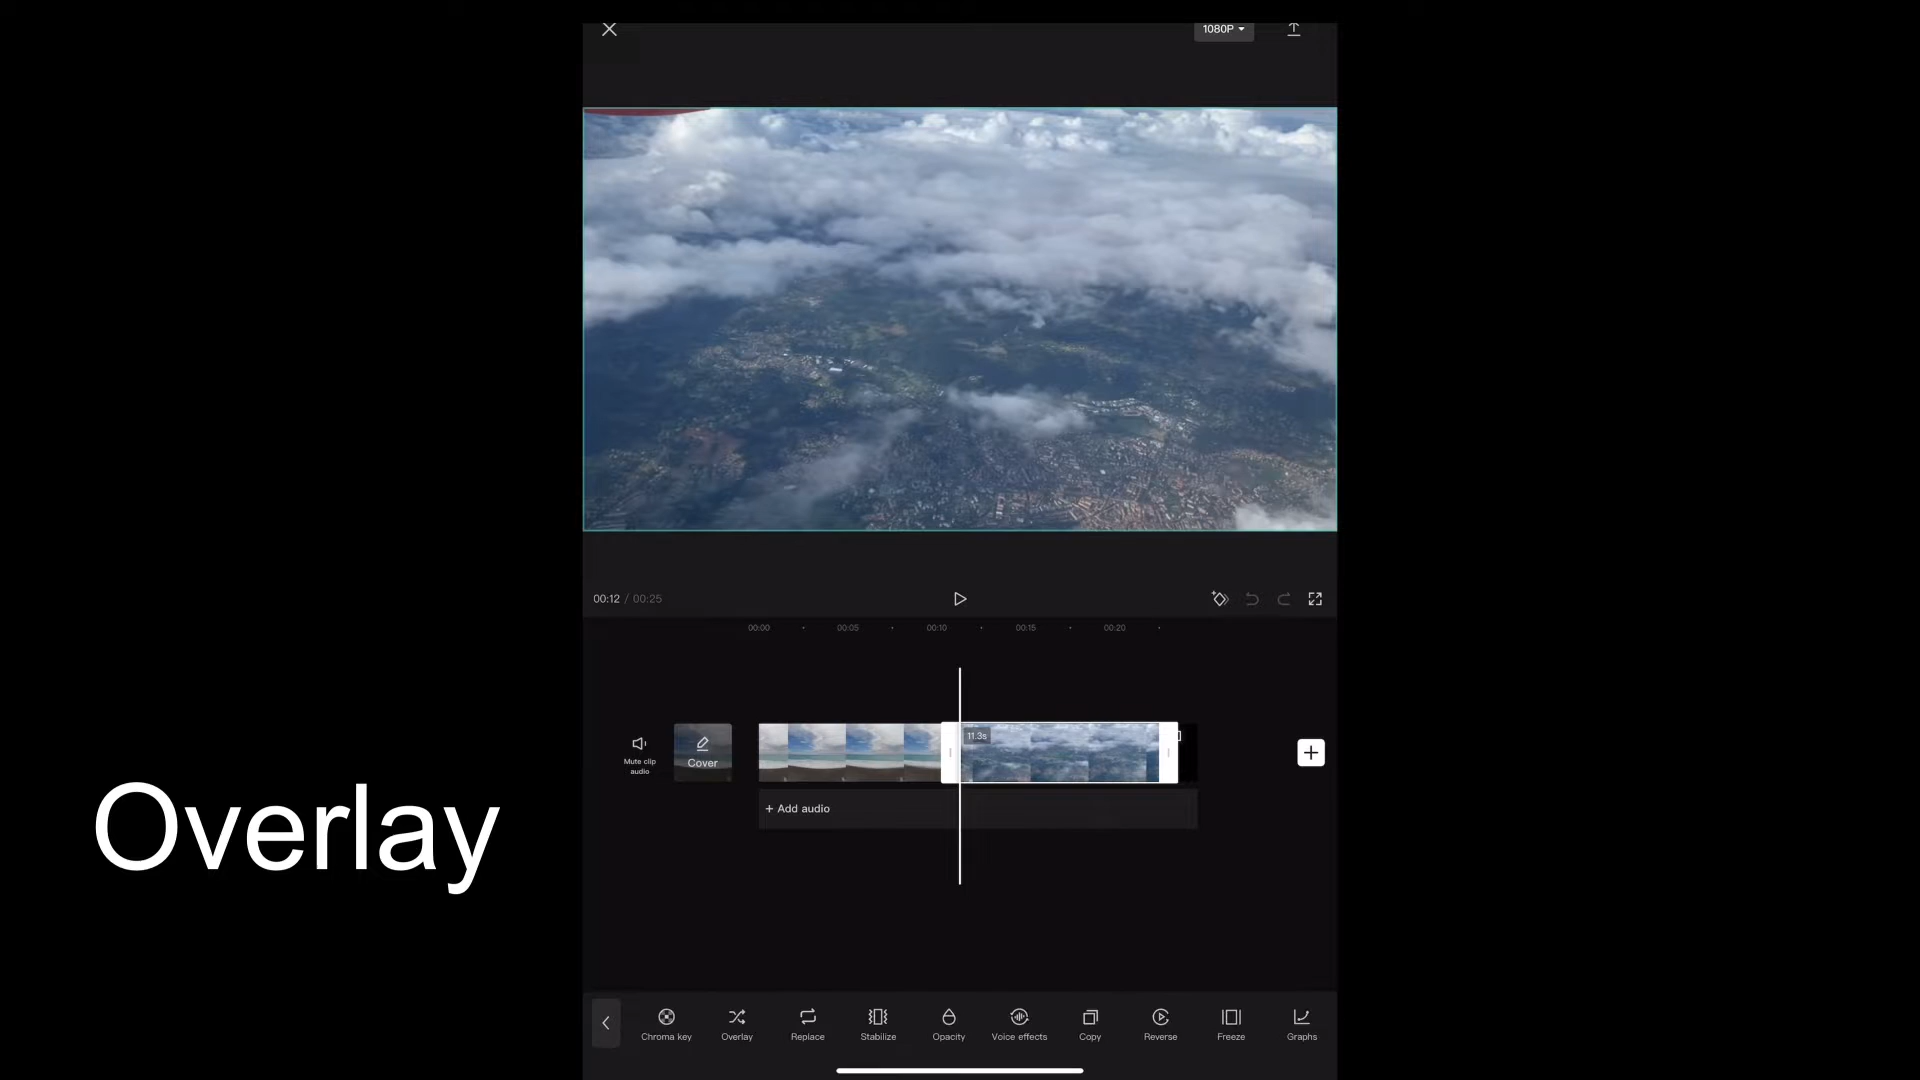 1080P
00:12 / 00:25
00:00 00:05 00:10 00:15 00:20
Mute clip
audio
Cover
11.3s
+ Add audio
Overlay
Chroma key Overlay Replace Stabilize Opacity Voice effects Copy Reverse Freeze Graphs